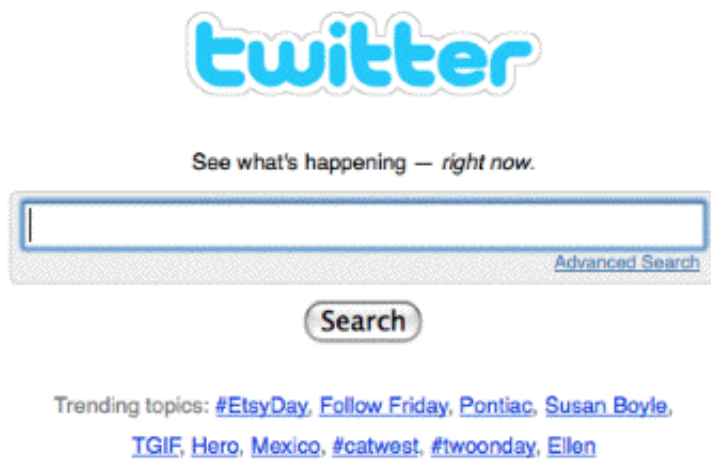 twitter
See what's happening — right now.
Advanced Search
Search
Trending topics: #EtsyDay, Follow Friday, Pontiac, Susan Boyle,
TGIF, Hero, Mexico, #catwest, #twoonday, Ellen